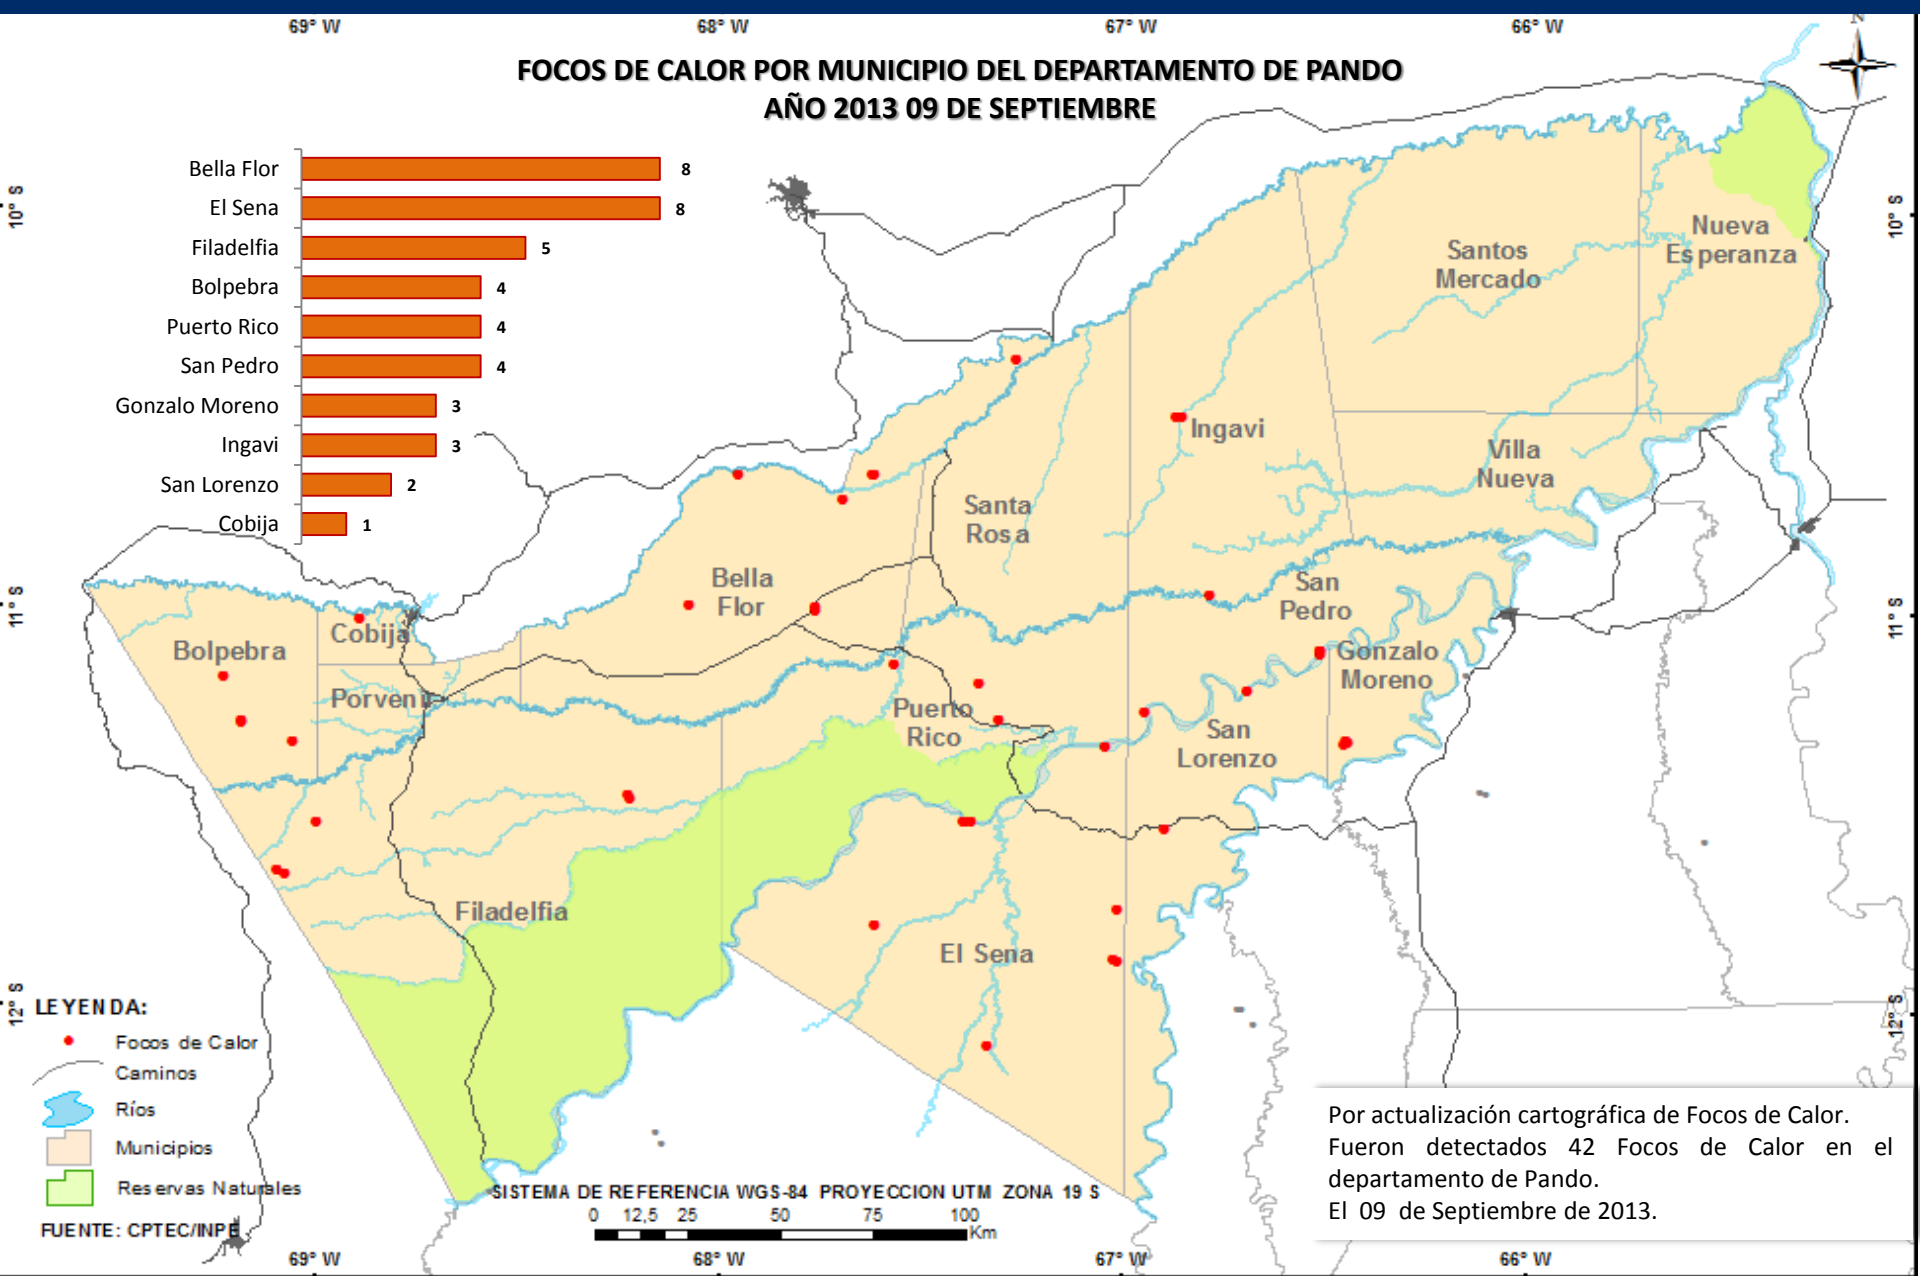 69° W
68° W
67° W
66° W
N
FOCOS DE CALOR POR MUNICIPIO DEL DEPARTAMENTO DE PANDO
AÑO 2013 09 DE SEPTIEMBRE
Bella Flor 8
El Sena 8
Filadelfia 5
Bolpebra 4
Puerto Rico 4
San Pedro 4
Gonzalo Moreno 3
Ingavi 3
San Lorenzo 2
Cobija 1
10° S
10° S
11° S
11° S
12° S
12° S
Nueva
Esperanza
Santos
Mercado
Ingavi
Villa
Nueva
Santa
Rosa
Bella
Flor
San
Pedro
Cobija
Bolpebra
Gonzalo
Moreno
Porvenir
Puerto
Rico
San
Lorenzo
Filadelfia
El Sena
LEYENDA:
Focos de Calor
Caminos
Ríos
Municipios
Reservas Naturales
FUENTE: CPTEC/INPE
SISTEMA DE REFERENCIA WGS-84 PROYECCION UTM ZONA 19 S
0 12,5 25 50 75 100
Km
Por actualización cartográfica de Focos de Calor.
Fueron detectados 42 Focos de Calor en el
departamento de Pando.
El 09 de Septiembre de 2013.
69° W
68° W
67° W
66° W